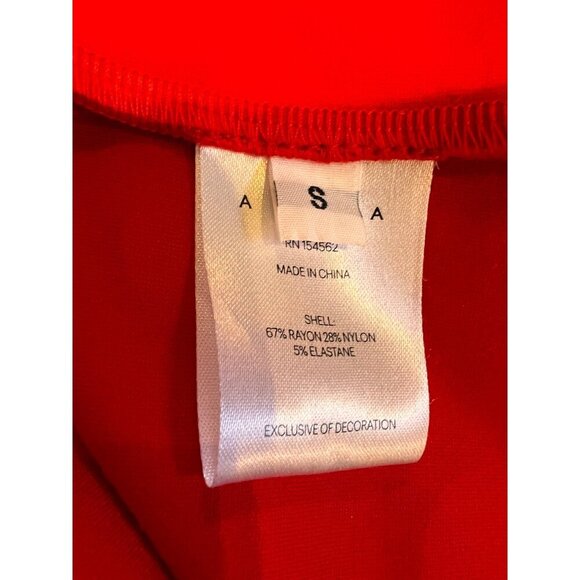 A S A
RN 154562
MADE IN CHINA
SHELL:
67% RAYON 28% NYLON
5% ELASTANE
EXCLUSIVE OF DECORATION